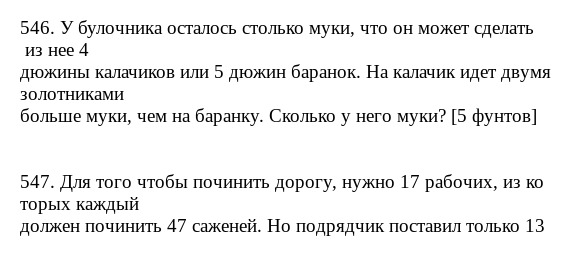 546. У булочника осталось столько муки, что он может сделать
из нее 4
дюжины калачиков или 5 дюжин баранок. На калачик идет двумя
золотниками
больше муки, чем на баранку. Сколько у него муки? [5 фунтов]
547. Для того чтобы починить дорогу, нужно 17 рабочих, из ко
торых каждый
должен починить 47 саженей. Но подрядчик поставил только 13